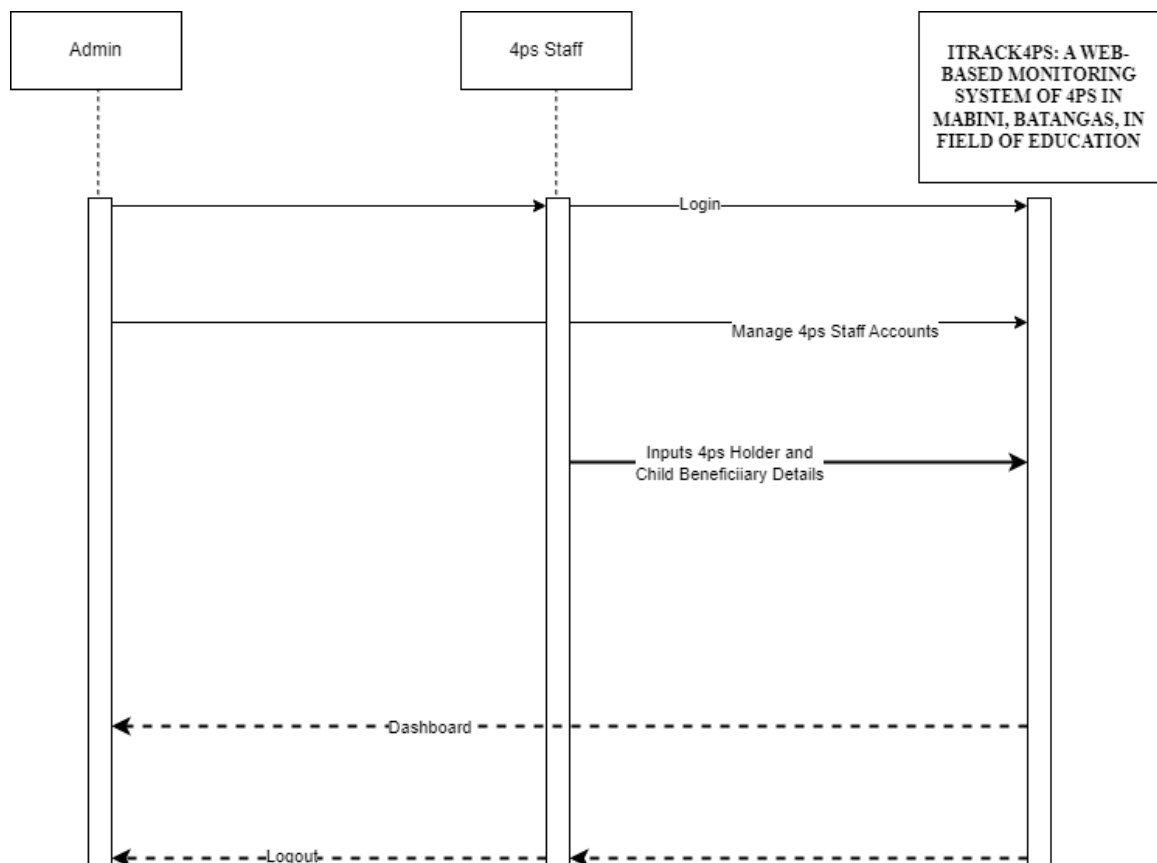 Admin
4ps Staff
ITRACK4PS: A WEB-
BASED MONITORING
SYSTEM OF 4PS IN
MABINI, BATANGAS, IN
FIELD OF EDUCATION
Login
Manage 4ps Staff Accounts
Inputs 4ps Holder and
Child Beneficiiary Details
Dashboard
Logout